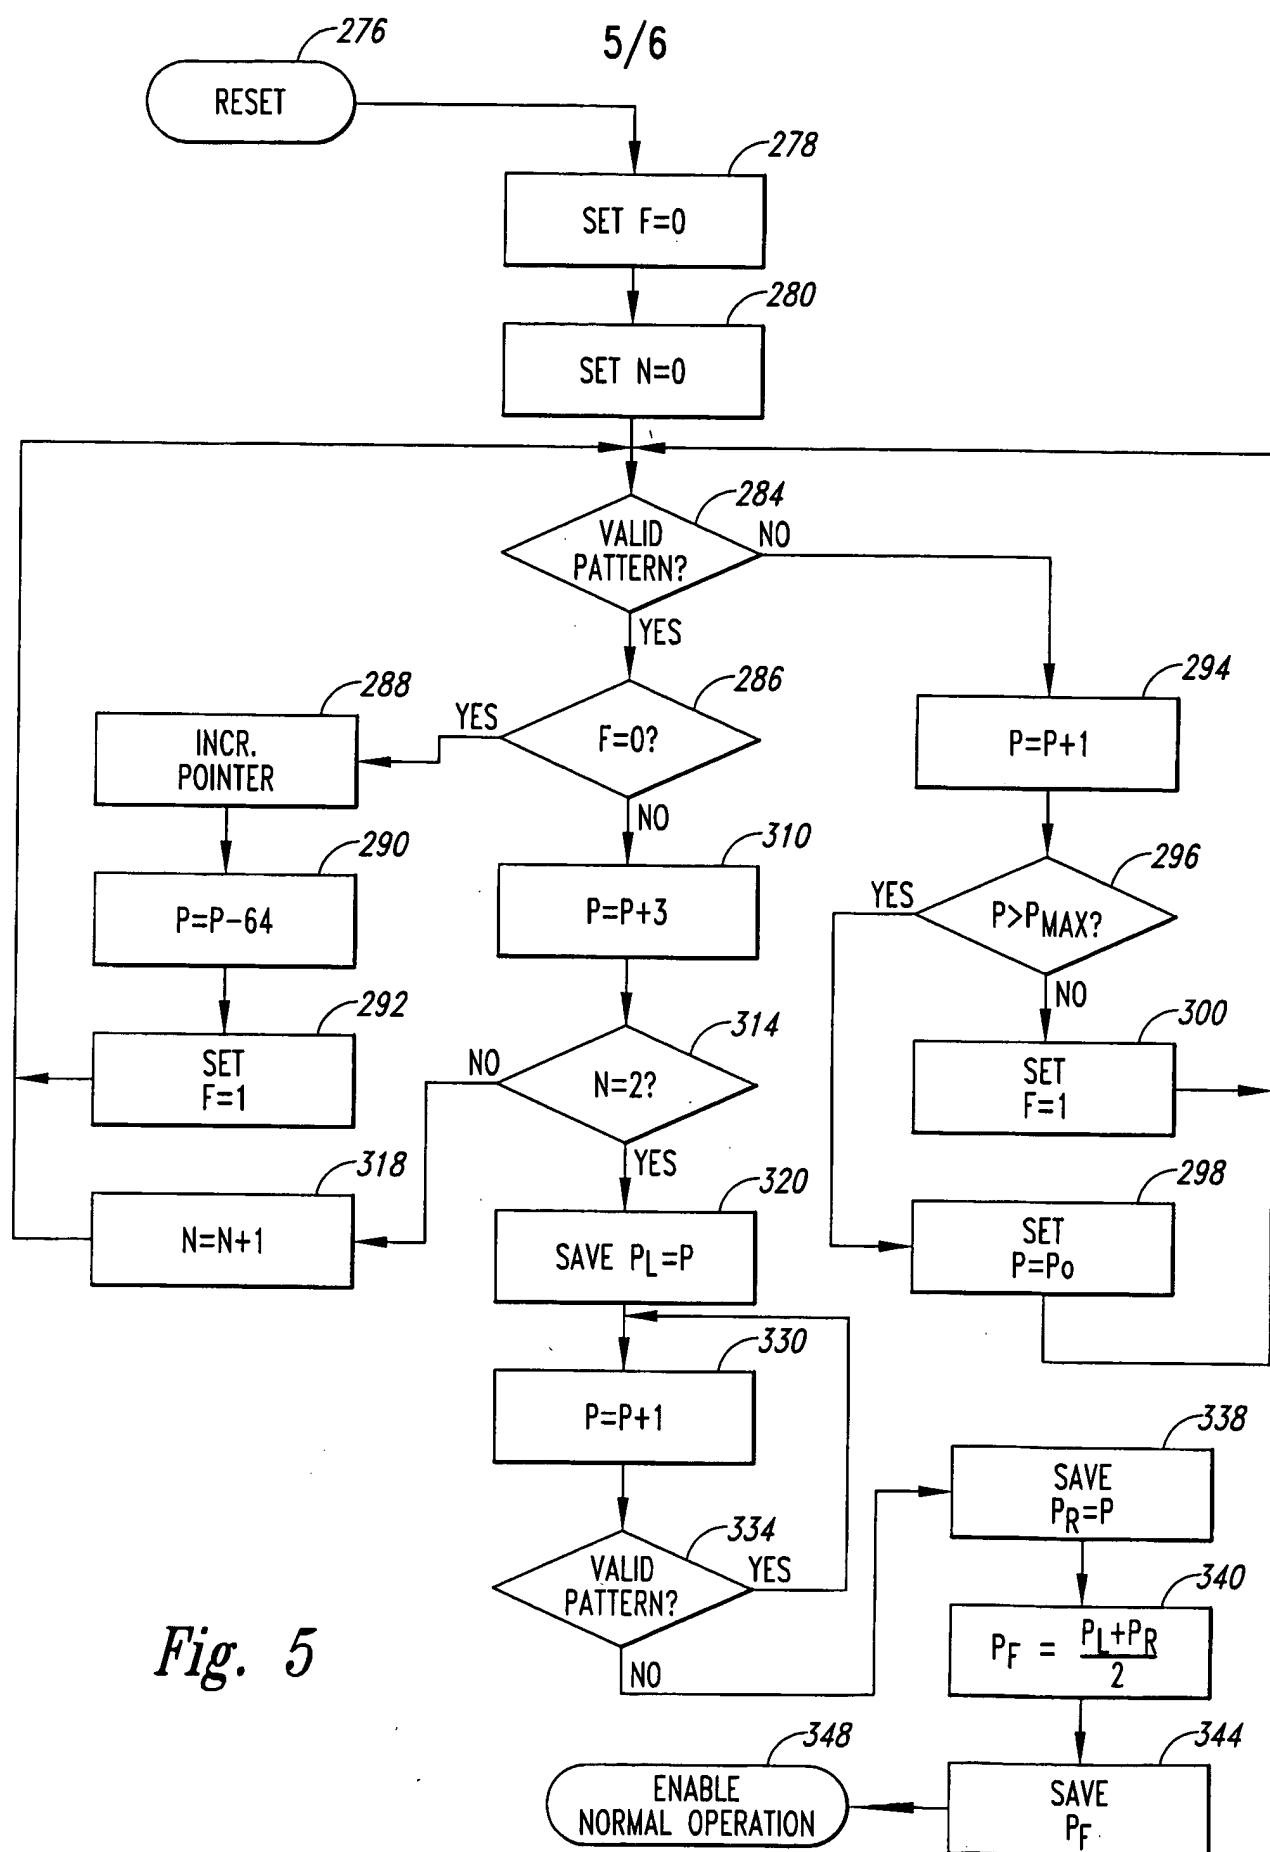 5/6
276
RESET
278
SET F=0
280
SET N=0
284
VALID
PATTERN?
NO
YES
286
F=0?
YES
NO
288
INCR.
POINTER
290
P=P-64
292
SET
F=1
294
P=P+1
296
P>PMAX?
YES
NO
300
SET
F=1
298
SET
P=Po
310
P=P+3
314
N=2?
NO
YES
318
N=N+1
320
SAVE PL=P
330
P=P+1
334
VALID
PATTERN?
YES
NO
338
SAVE
PR=P
340
PF = PL+PR
2
344
SAVE
PF
348
ENABLE
NORMAL OPERATION
Fig. 5